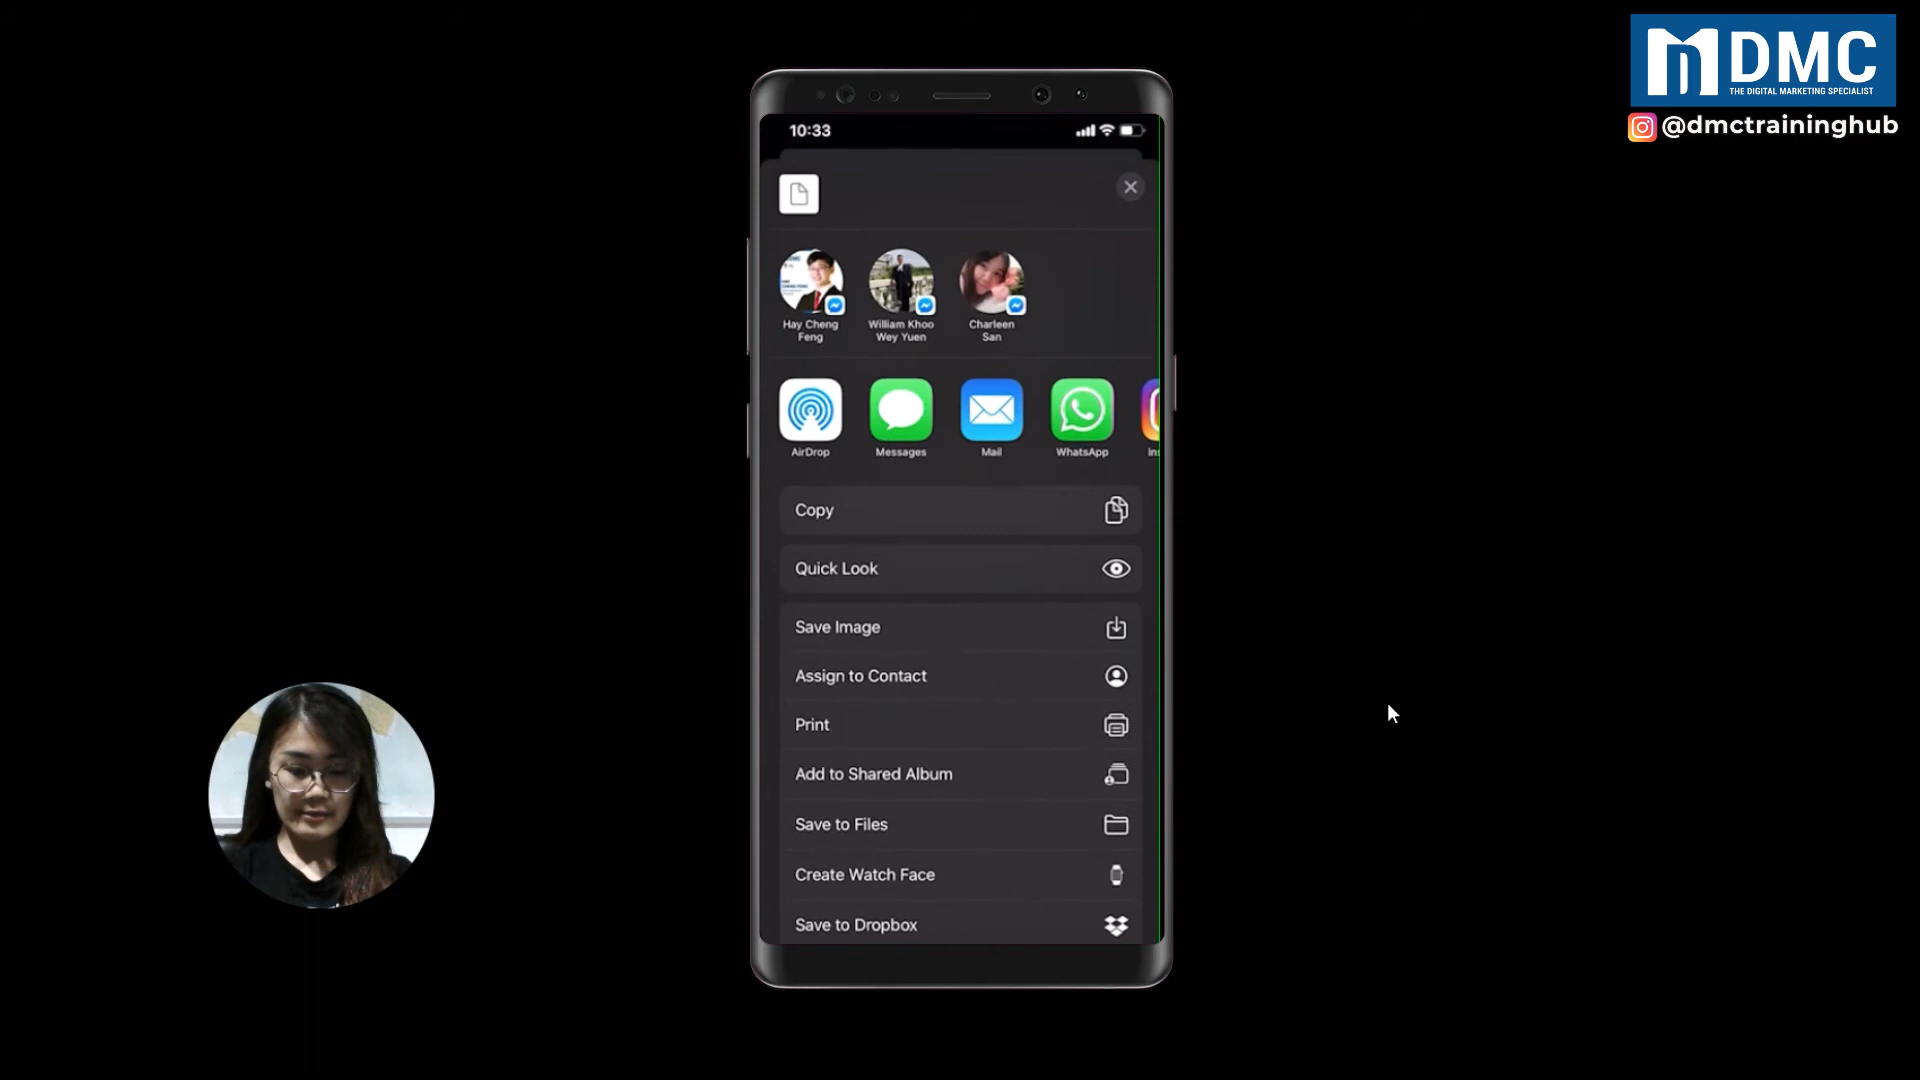 DMC
THE DIGITAL MARKETING SPECIALIST
@dmctraininghub
10:33
Hay Cheng
Feng
William Khoo
Wey Yuen
Charleen
San
AirDrop
Messages
Mail
WhatsApp
Copy
Quick Look
Save Image
Assign to Contact
Print
Add to Shared Album
Save to Files
Create Watch Face
Save to Dropbox